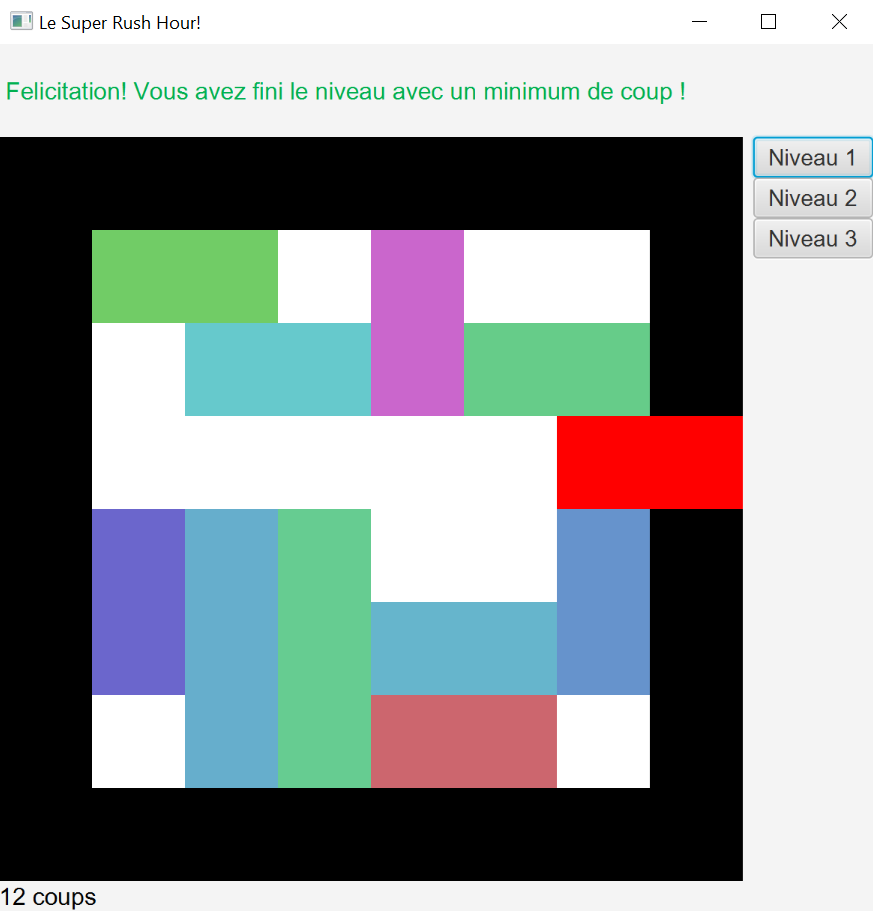 Le Super Rush Hour!
Felicitation! Vous avez fini le niveau avec un minimum de coup !
Niveau 1
Niveau 2
Niveau 3
12 coups